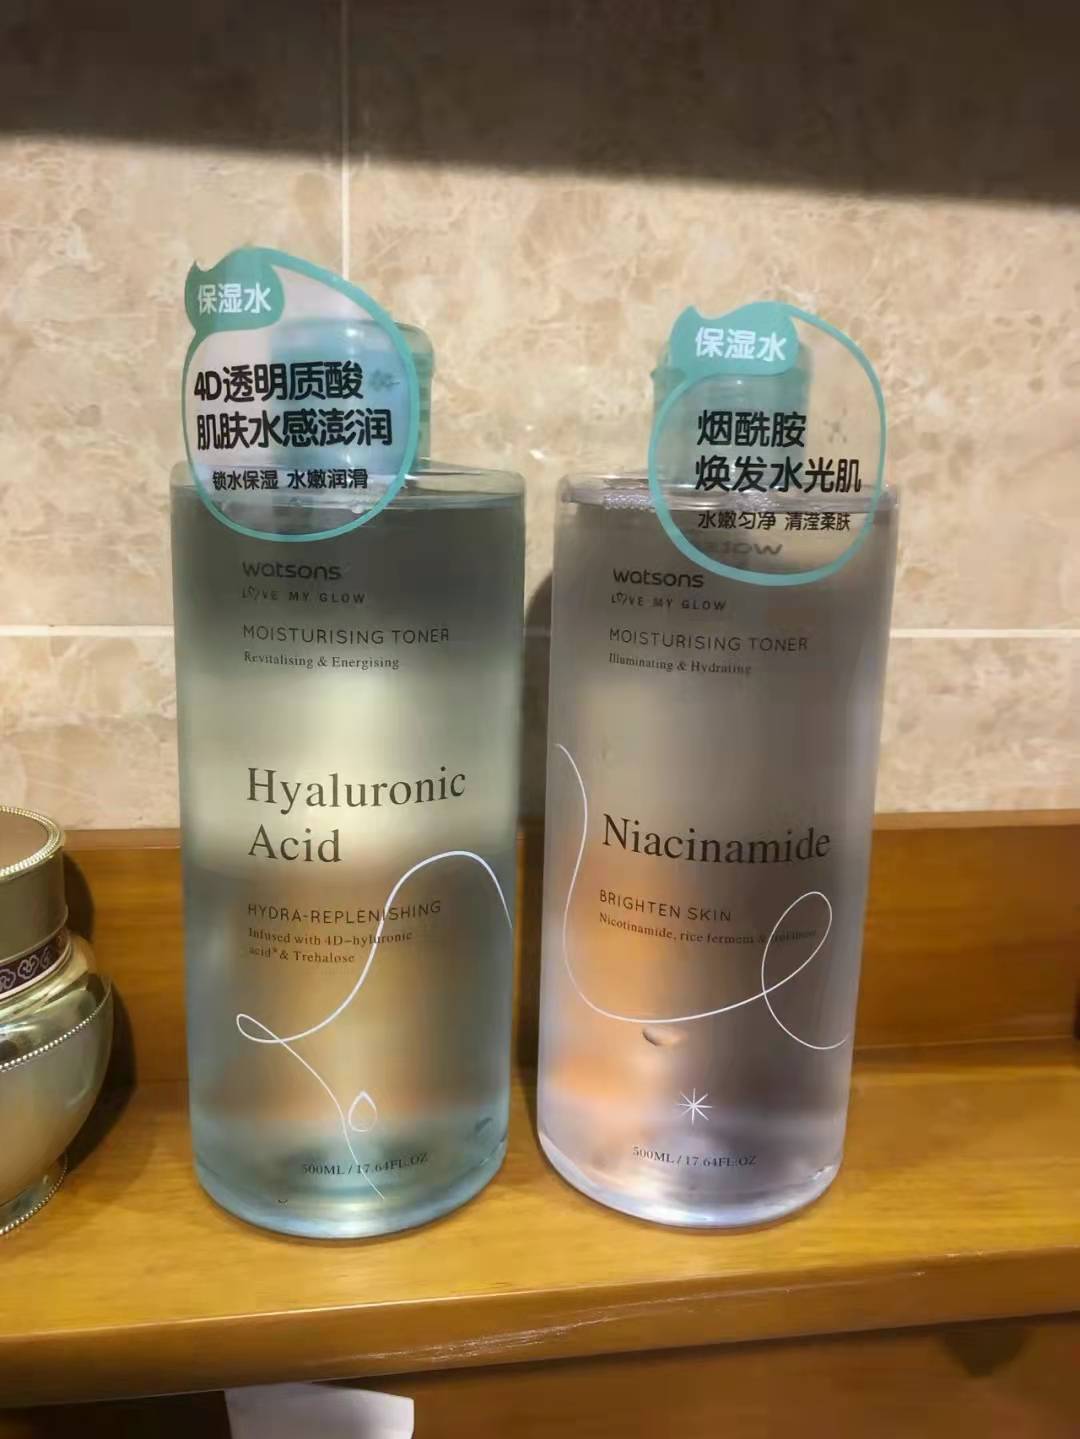 保湿水
4D透明质酸
肌肤水感澎润
锁水保湿 水嫩润滑
watsons
LOVE MY GLOW
MOISTURISING TONER
Revitalising & Energising
Hyaluronic
Acid
HYDRA-REPLENISHING
Infused with 4D-hyluronic
acid* & Trehalose
500ML / 17.64FL.OZ
保湿水
烟酰胺
焕发水光肌
水嫩匀净 清滢柔肤
watsons
LOVE MY GLOW
MOISTURISING TONER
Illuminating & Hydrating
Niacinamide
BRIGHTEN SKIN
Nicotinamide, rice ferment &
500ML / 17.64FL.OZ